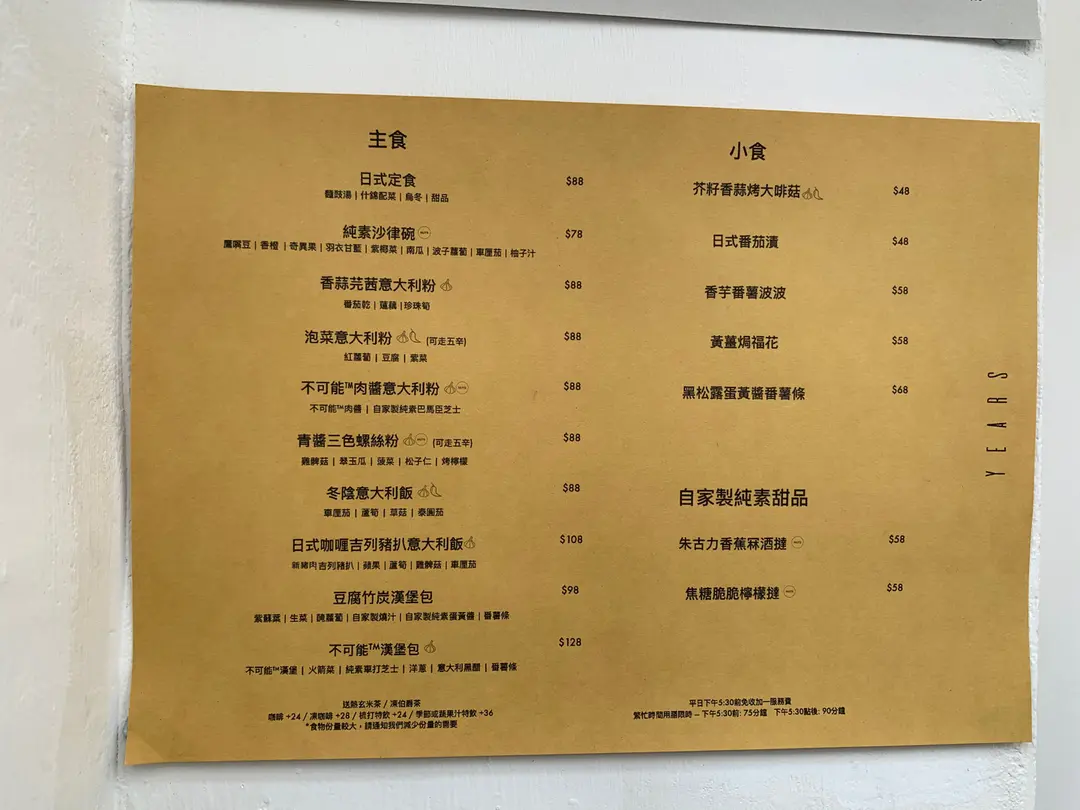 主食
日式定食 $88
麵豉湯 | 什錦配菜 | 烏冬 | 甜品
純素沙律碗 $78
鷹嘴豆 | 香橙 | 奇異果 | 羽衣甘藍 | 紫椰菜 | 南瓜 | 波子蘿蔔 | 車厘茄 | 柚子汁
香蒜芫茜意大利粉 $88
番茄乾 | 蓮藕 | 珍珠筍
泡菜意大利粉 (可走五辛) $88
紅蘿蔔 | 豆腐 | 紫菜
不可能™肉醬意大利粉 $88
不可能™肉醬 | 自家製純素巴馬臣芝士
青醬三色螺絲粉 (可走五辛) $88
雞髀菇 | 翠玉瓜 | 菠菜 | 松子仁 | 烤檸檬
冬陰意大利飯 $88
車厘茄 | 蘆筍 | 草菇 | 泰國茄
日式咖喱吉列豬扒意大利飯 $108
新豬肉吉列豬扒 | 蘋果 | 蘆筍 | 雞髀菇 | 車厘茄
豆腐竹炭漢堡包 $98
紫蘇葉 | 生菜 | 醃蘿蔔 | 自家製燒汁 | 自家製純素蛋黃醬 | 番薯條
不可能™漢堡包 $128
不可能™漢堡 | 火箭菜 | 純素車打芝士 | 洋蔥 | 意大利黑醋 | 番薯條
送熱玄米茶 / 凍伯爵茶
咖啡 +24 / 凍咖啡 +28 / 梳打特飲 +24 / 季節或蔬果汁特飲 +36
*食物份量較大，請通知我們減少份量的需要
小食
芥籽香蒜烤大啡菇 $48
日式番茄漬 $48
香芋番薯波波 $58
黃薑焗福花 $58
黑松露蛋黃醬番薯條 $68
自家製純素甜品
朱古力香蕉冧酒撻 $58
焦糖脆脆檸檬撻 $58
平日下午5:30前免收加一服務費
繁忙時間用膳限時 – 下午5:30前: 75分鐘 下午5:30點後: 90分鐘
YEARS